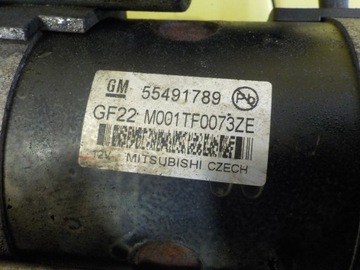 GM 55491789 Pb
GF22 M001TF0073ZE
12V MITSUBISHI CZECH